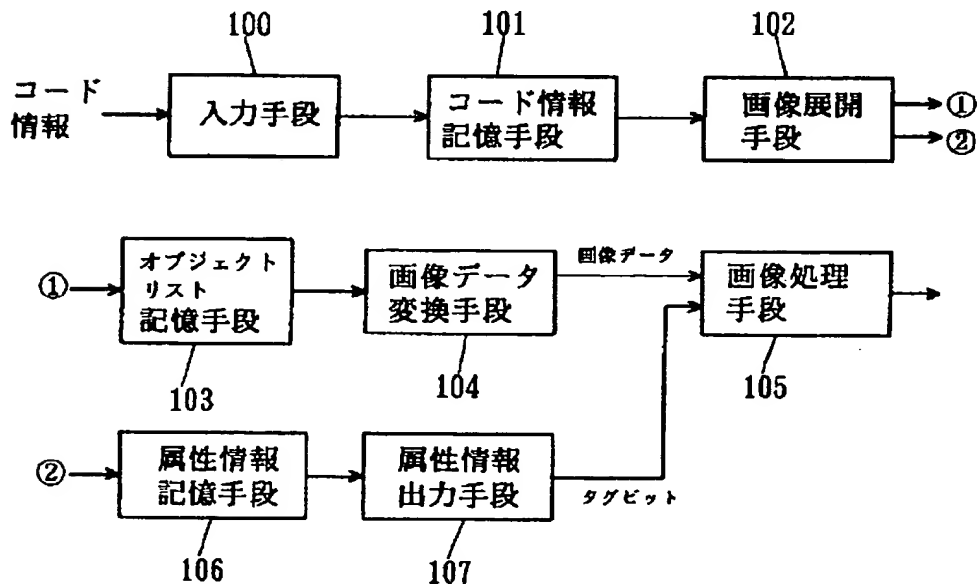 100
101
102
コード
情報
入力手段
コード情報
記憶手段
画像展開
手段
①
②
①
オブジェクト
リスト
記憶手段
画像データ
変換手段
画像データ
画像処理
手段
103
104
105
②
属性情報
記憶手段
属性情報
出力手段
タグビット
106
107